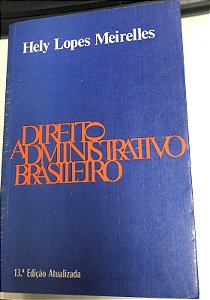 Hely Lopes Meirelles
DIREITO
ADMINISTRATIVO
BRASILEIRO
13.ª Edição Atualizada